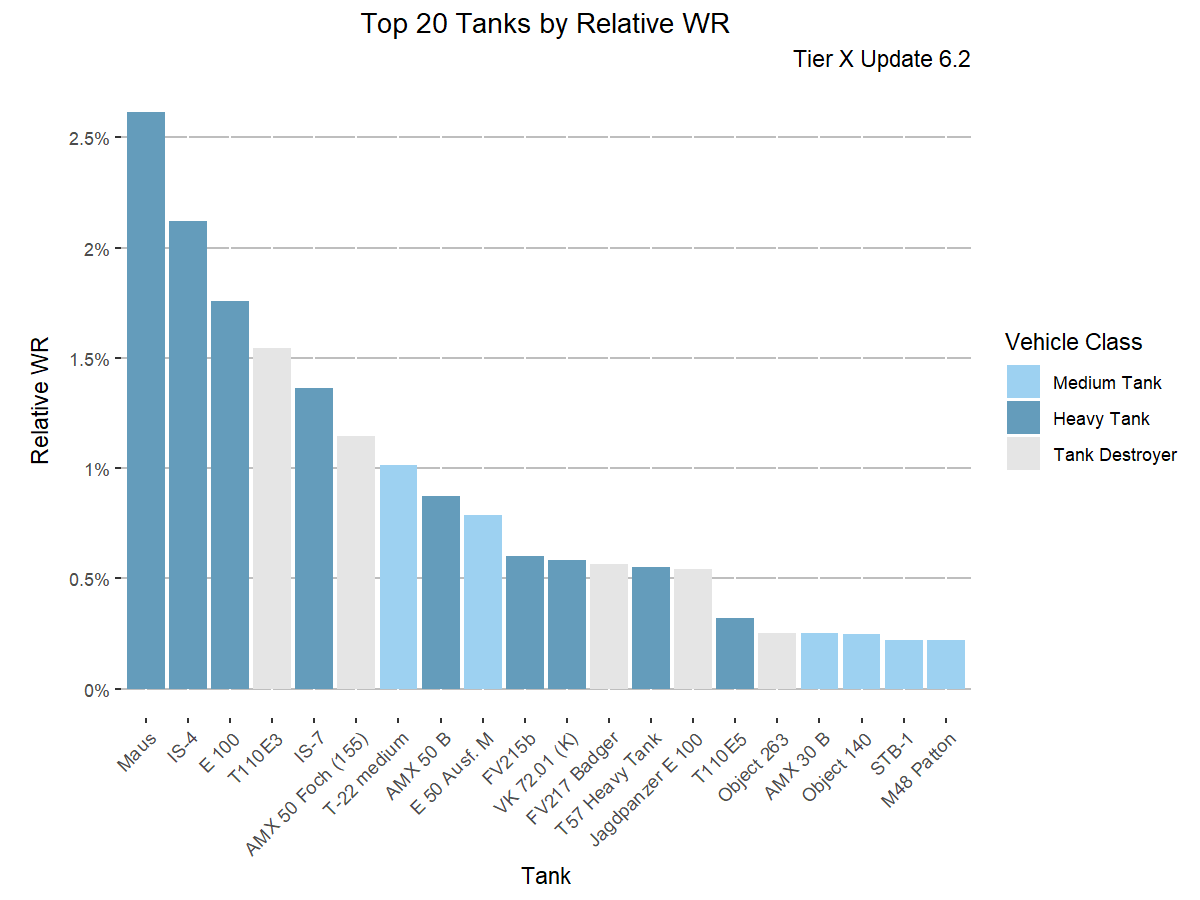 Top 20 Tanks by Relative WR
Tier X Update 6.2
2.5%
2%
1.5%
1%
0.5%
0%
Relative WR
Maus
IS-4
E 100
T110E3
IS-7
AMX 50 Foch (155)
T-22 medium
AMX 50 B
E 50 Ausf. M
FV215b
VK 72.01 (K)
FV217 Badger
T57 Heavy Tank
Jagdpanzer E 100
T110E5
Object 263
AMX 30 B
Object 140
STB-1
M48 Patton
Tank
Vehicle Class
Medium Tank
Heavy Tank
Tank Destroyer